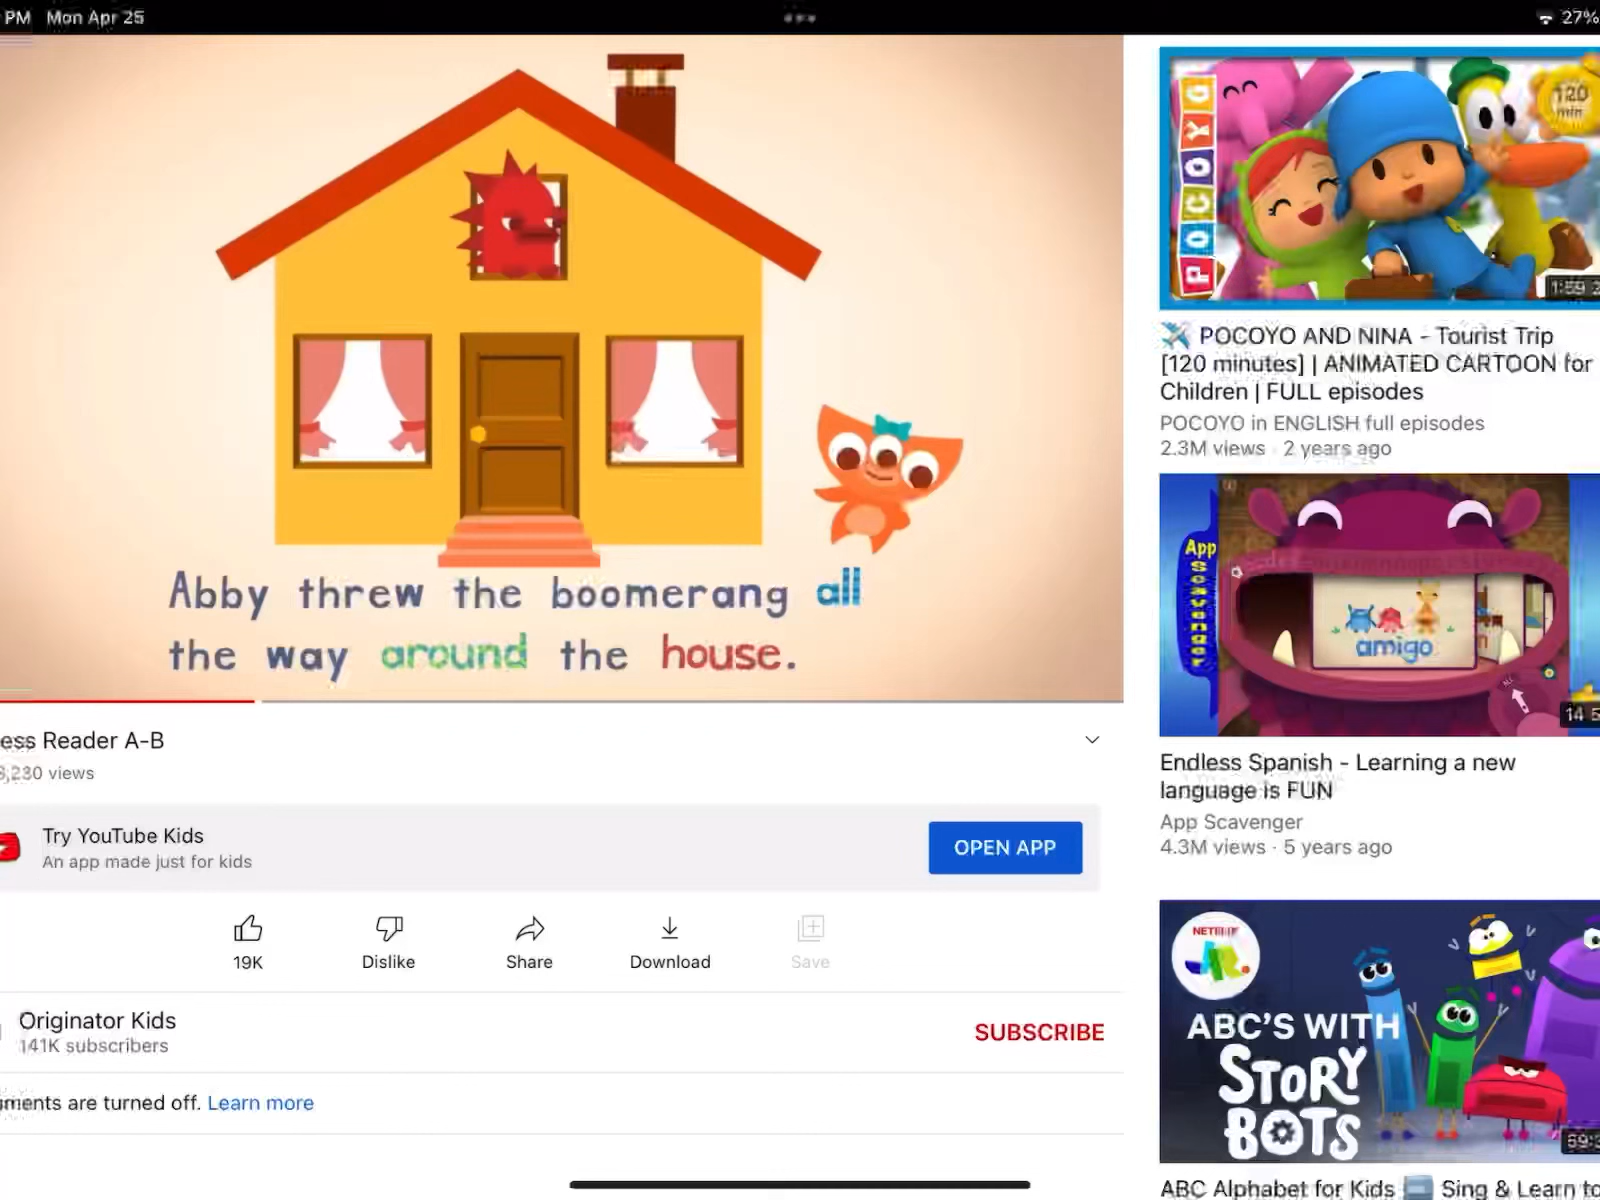 PM Mon Apr 25
27%
Abby threw the boomerang all
the way around the house.
ess Reader A-B
,230 views
Try YouTube Kids
An app made just for kids
OPEN APP
19K
Dislike
Share
Download
Save
Originator Kids
141K subscribers
SUBSCRIBE
ments are turned off. Learn more
POCOYO
120
min
1:59
POCOYO AND NINA - Tourist Trip
[120 minutes] | ANIMATED CARTOON for
Children | FULL episodes
POCOYO in ENGLISH full episodes
2.3M views · 2 years ago
App
Scavenger
amigo
14
Endless Spanish - Learning a new
language is FUN
App Scavenger
4.3M views · 5 years ago
NETFLIX
JR.
ABC'S WITH
STORY
BOTS
ABC Alphabet for Kids Sing & Learn to